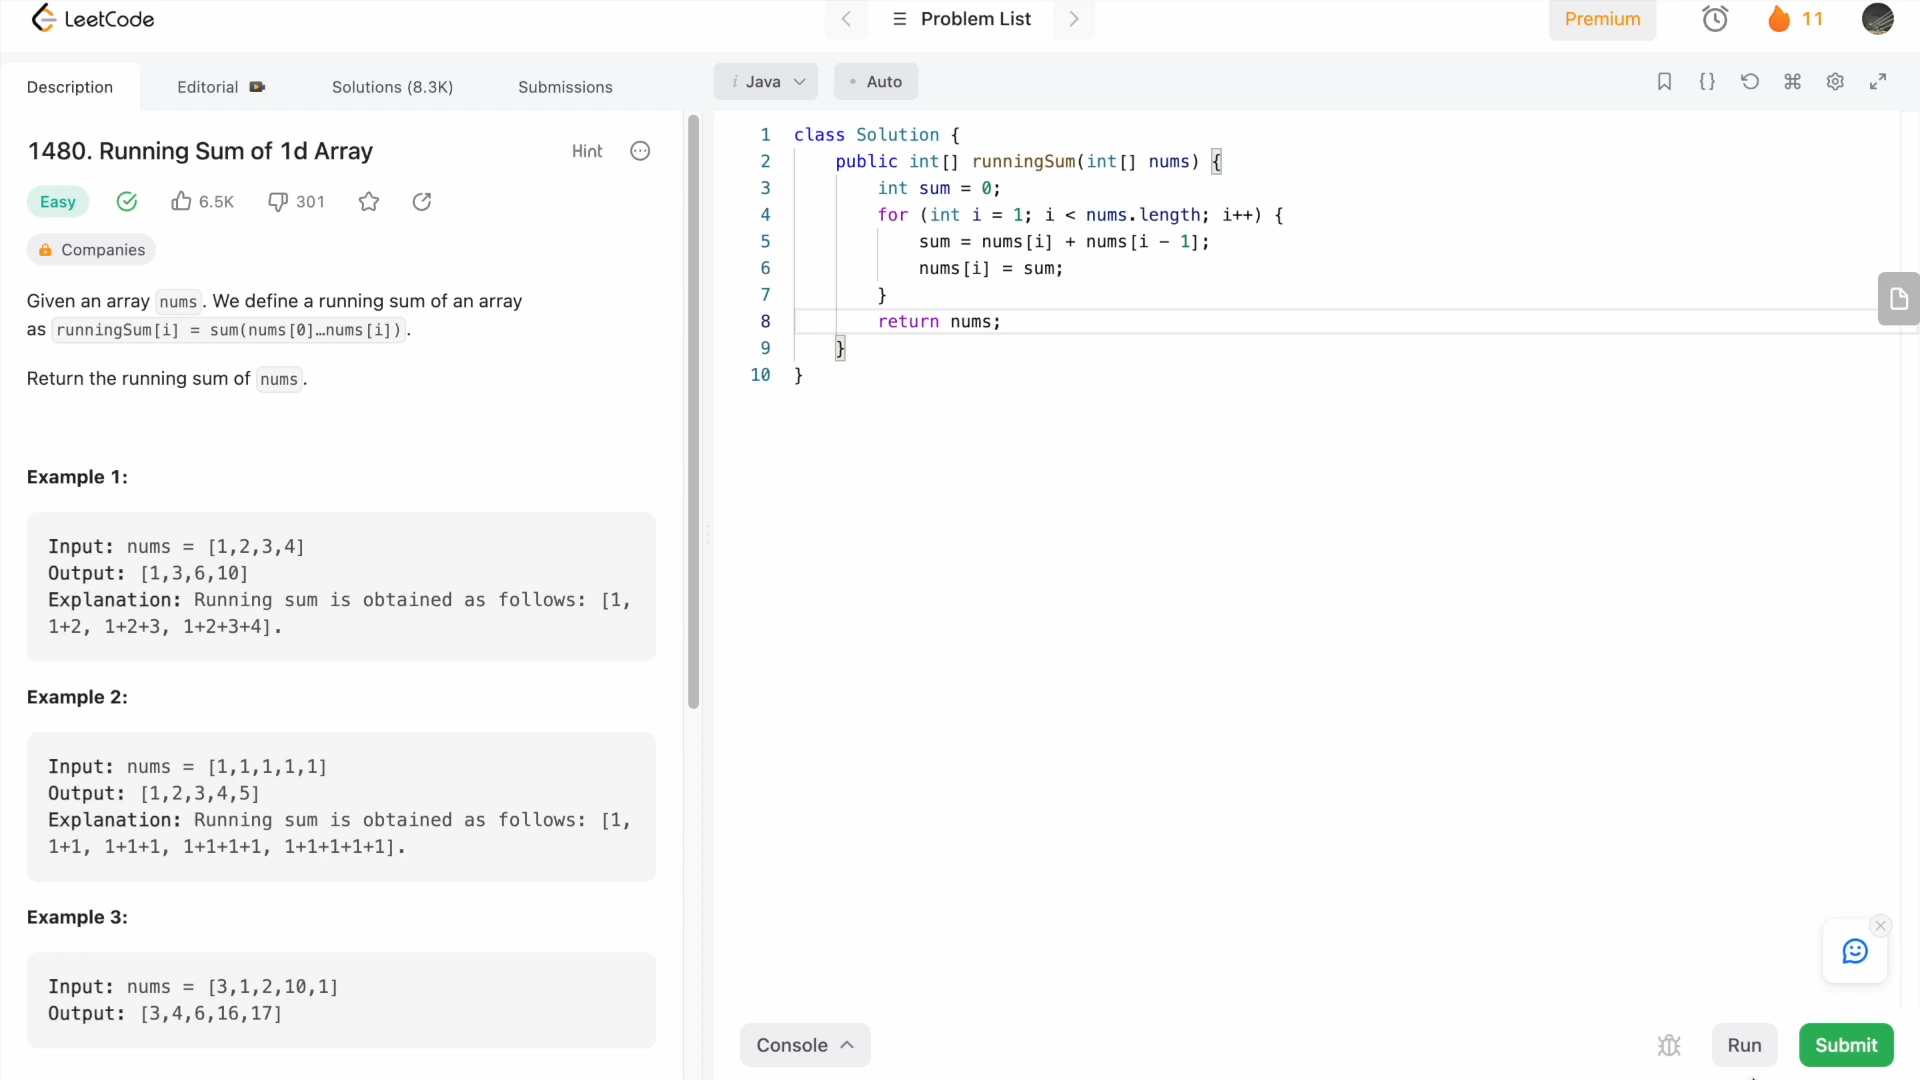 LeetCode
Problem List
Premium
11
Description
Editorial
Solutions (8.3K)
Submissions
1480. Running Sum of 1d Array
Hint
Easy
6.5K
301
Companies
Given an array nums. We define a running sum of an array
as runningSum[i] = sum(nums[0]…nums[i]).
Return the running sum of nums.
Example 1:
Input: nums = [1,2,3,4]
Output: [1,3,6,10]
Explanation: Running sum is obtained as follows: [1,
1+2, 1+2+3, 1+2+3+4].
Example 2:
Input: nums = [1,1,1,1,1]
Output: [1,2,3,4,5]
Explanation: Running sum is obtained as follows: [1,
1+1, 1+1+1, 1+1+1+1, 1+1+1+1+1].
Example 3:
Input: nums = [3,1,2,10,1]
Output: [3,4,6,16,17]
i Java
Auto
{}
1 class Solution {
2 public int[] runningSum(int[] nums) {
3 int sum = 0;
4 for (int i = 1; i < nums.length; i++) {
5 sum = nums[i] + nums[i - 1];
6 nums[i] = sum;
7 }
8 return nums;
9 }
10 }
Console
Run
Submit